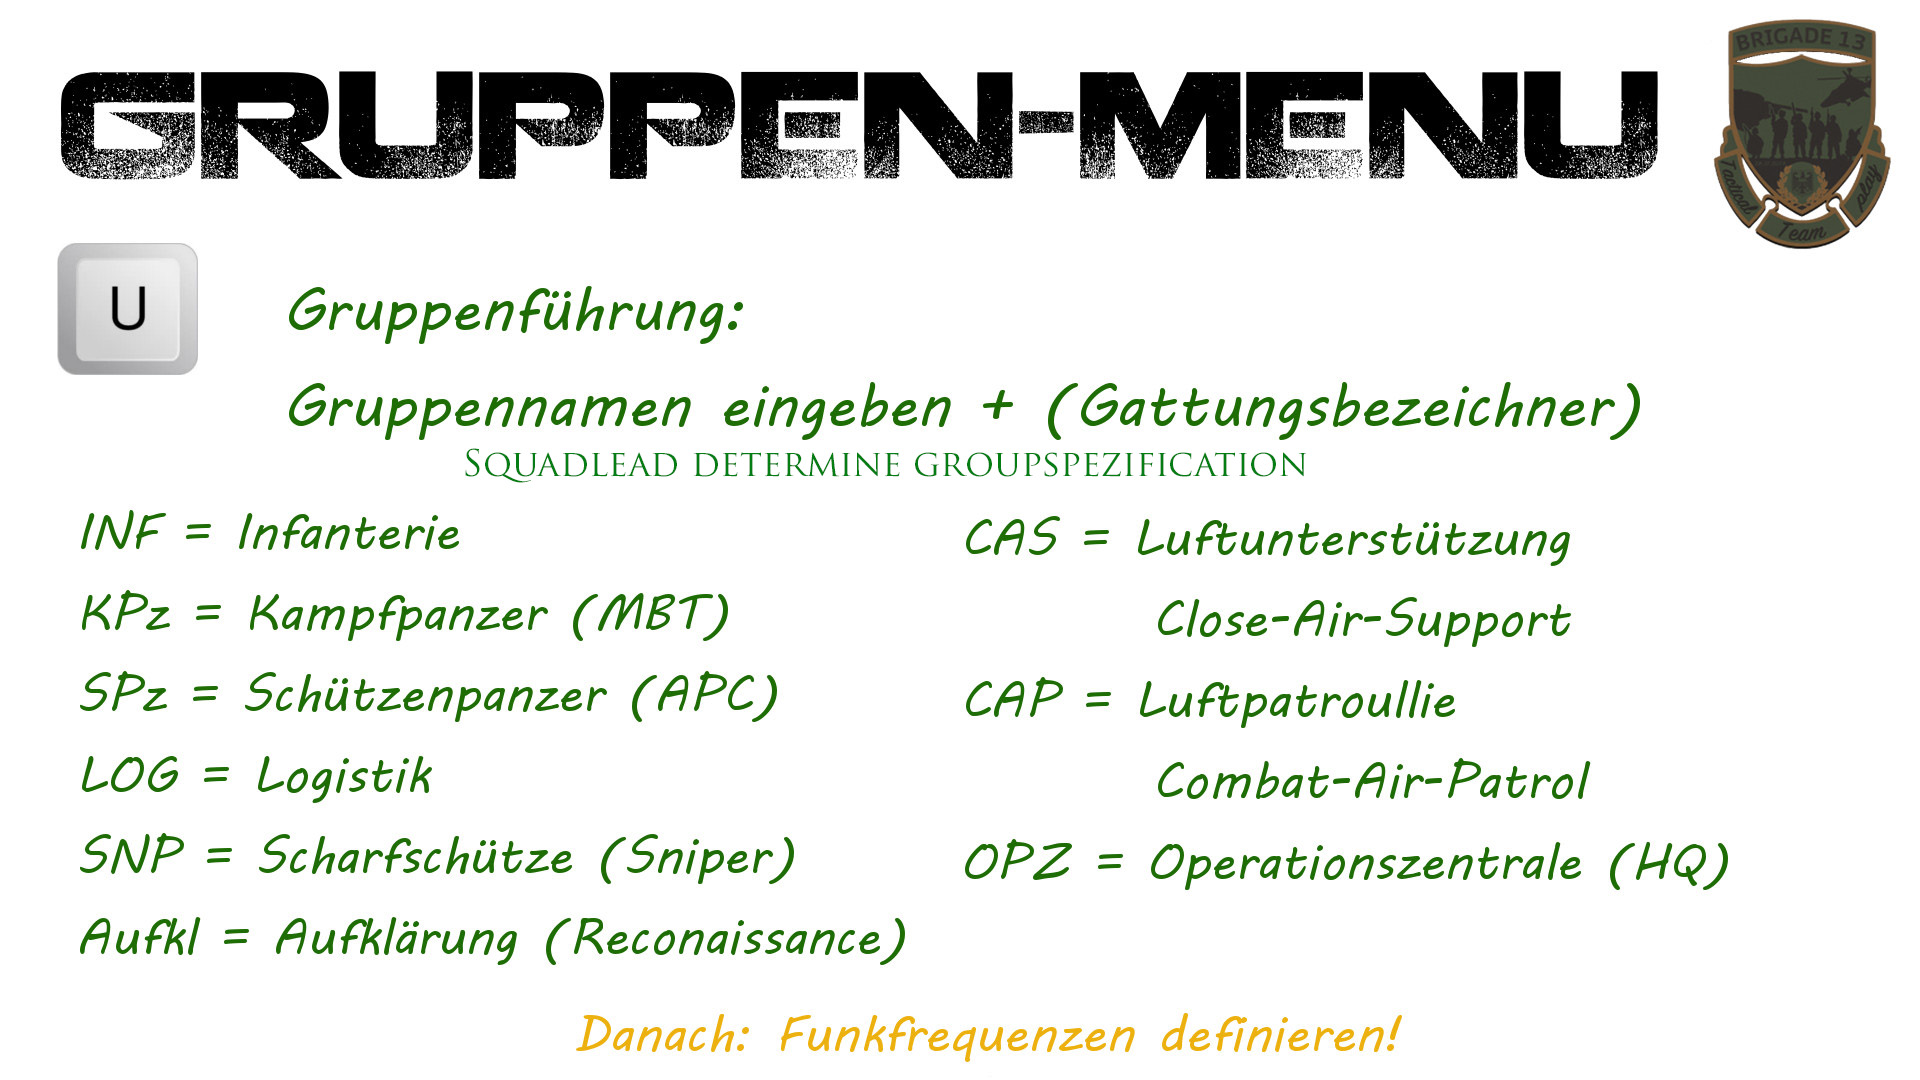 GRUPPEN-MENU
BRIGADE 13
Tactical
Team
play
U
Gruppenführung:
Gruppennamen eingeben + (Gattungsbezeichner)
SQUADLEAD DETERMINE GROUPSPEZIFICATION
INF = Infanterie
KPz = Kampfpanzer (MBT)
SPz = Schützenpanzer (APC)
LOG = Logistik
SNP = Scharfschütze (Sniper)
Aufkl = Aufklärung (Reconaissance)
CAS = Luftunterstützung
Close-Air-Support
CAP = Luftpatroullie
Combat-Air-Patrol
OPZ = Operationszentrale (HQ)
Danach: Funkfrequenzen definieren!